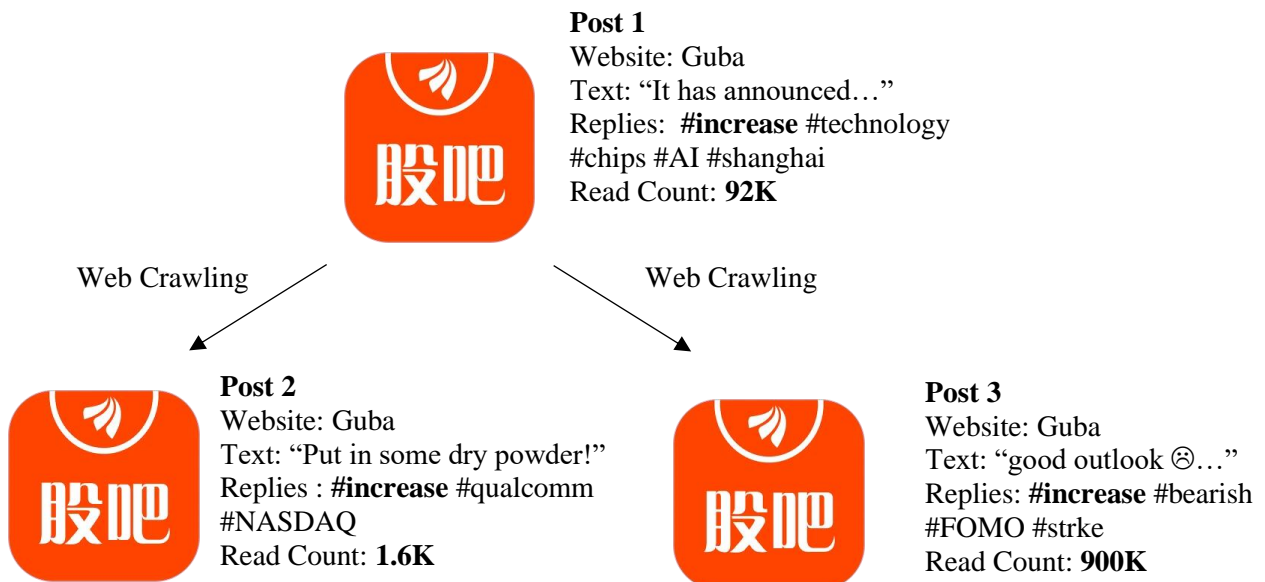 Post 1
Website: Guba
Text: “It has announced…”
Replies: #increase #technology
#chips #AI #shanghai
Read Count: 92K
股吧
Web Crawling
Web Crawling
Post 2
Website: Guba
Text: “Put in some dry powder!”
Replies : #increase #qualcomm
#NASDAQ
Read Count: 1.6K
股吧
Post 3
Website: Guba
Text: “good outlook ☹…”
Replies: #increase #bearish
#FOMO #strke
Read Count: 900K
股吧